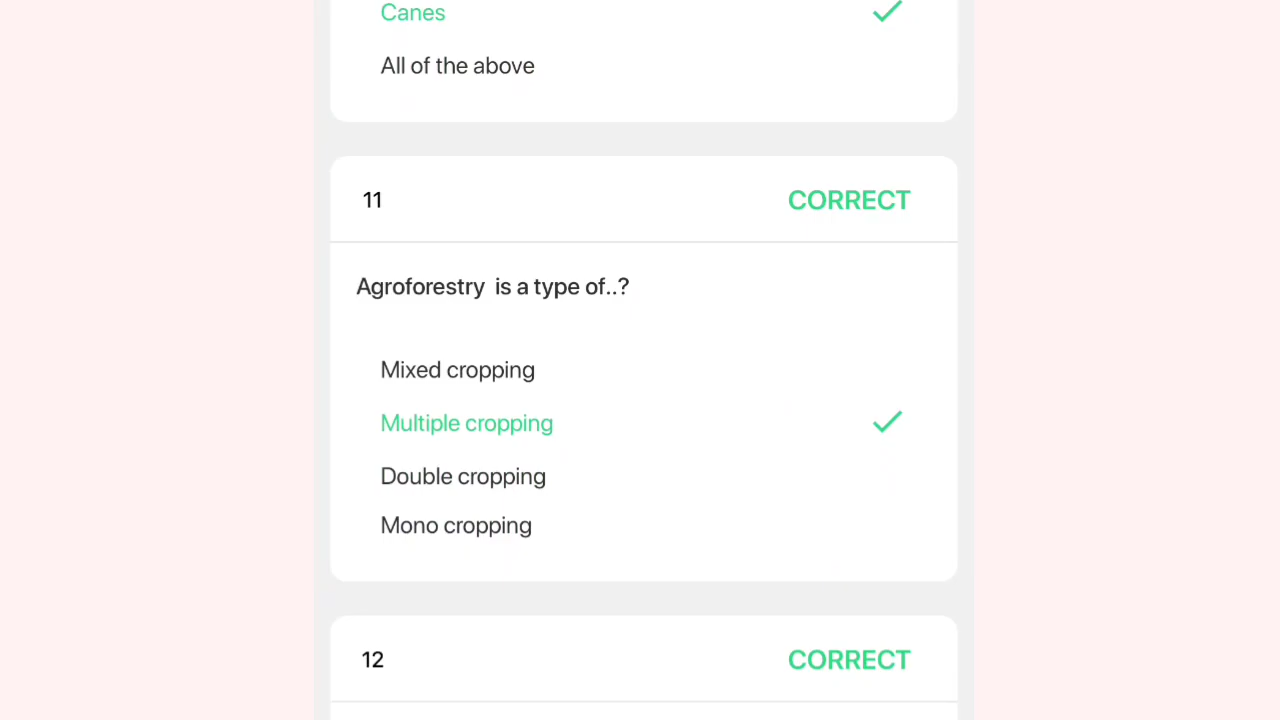 Canes
All of the above
11
CORRECT
Agroforestry  is a type of..?
Mixed cropping
Multiple cropping
Double cropping
Mono cropping
12
CORRECT